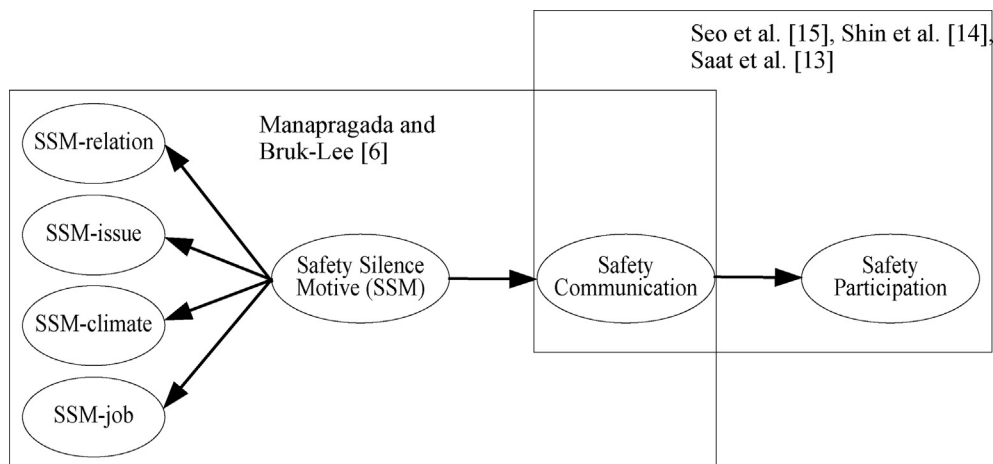 Seo et al. [15], Shin et al. [14],
Saat et al. [13]
Manapragada and
Bruk-Lee [6]
SSM-relation
SSM-issue
SSM-climate
SSM-job
Safety Silence
Motive (SSM)
Safety
Communication
Safety
Participation